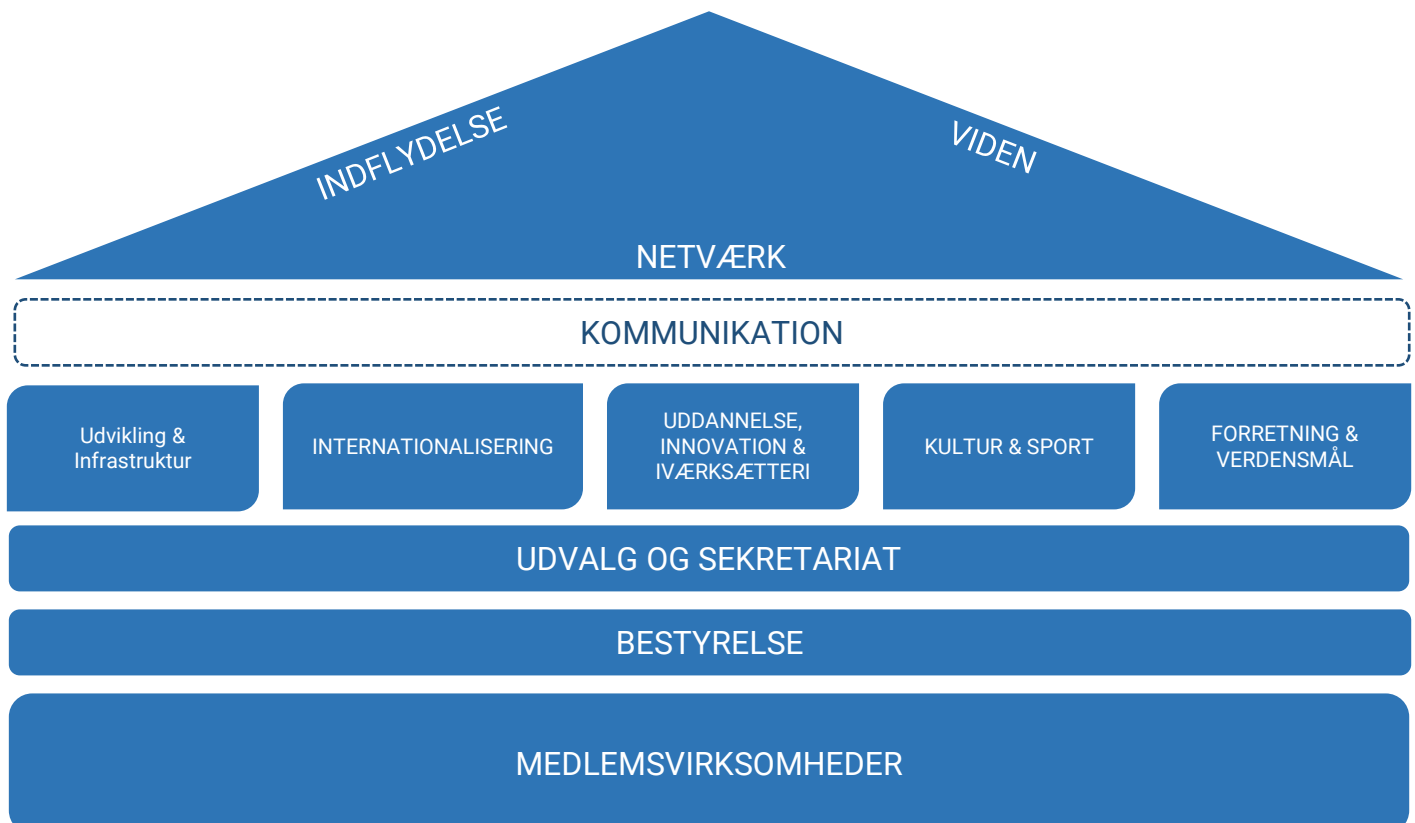 INDFLYDELSE
VIDEN
NETVÆRK
KOMMUNIKATION
Udvikling &
Infrastruktur
INTERNATIONALISERING
UDDANNELSE,
INNOVATION &
IVÆRKSÆTTERI
KULTUR & SPORT
FORRETNING &
VERDENSMÅL
UDVALG OG SEKRETARIAT
BESTYRELSE
MEDLEMSVIRKSOMHEDER